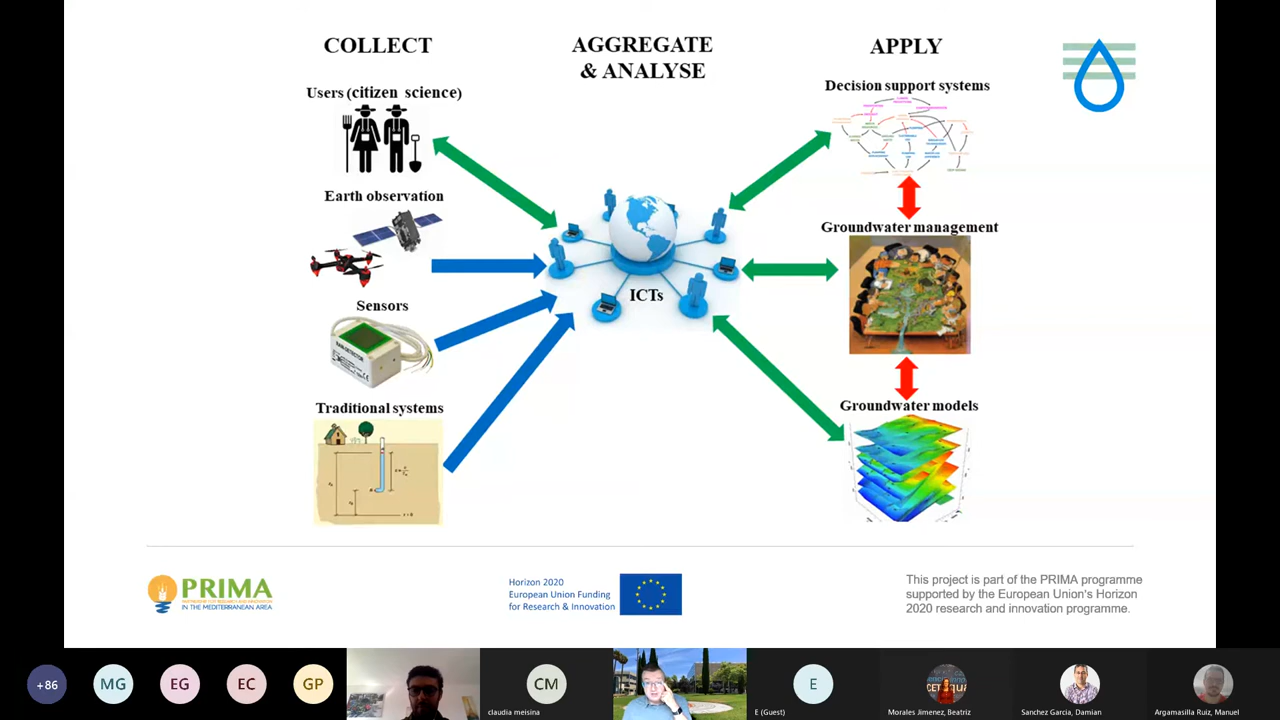 COLLECT
AGGREGATE
& ANALYSE
APPLY
Users (citizen science)
Decision support systems
Earth observation
Groundwater management
Sensors
ICTs
RAIN DETECTOR
Traditional systems
Groundwater models
PRIMA
IN THE MEDITERRANEAN AREA
Horizon 2020
European Union Funding
for Research & Innovation
This project is part of the PRIMA programme
supported by the European Union's Horizon
2020 research and innovation programme.
+86
MG
EG
EC
GP
CM
claudia meisina
E
E (Guest)
Morales Jimenez, Beatriz
Sanchez Garcia, Damian
Argamasilla Ruiz, Manuel